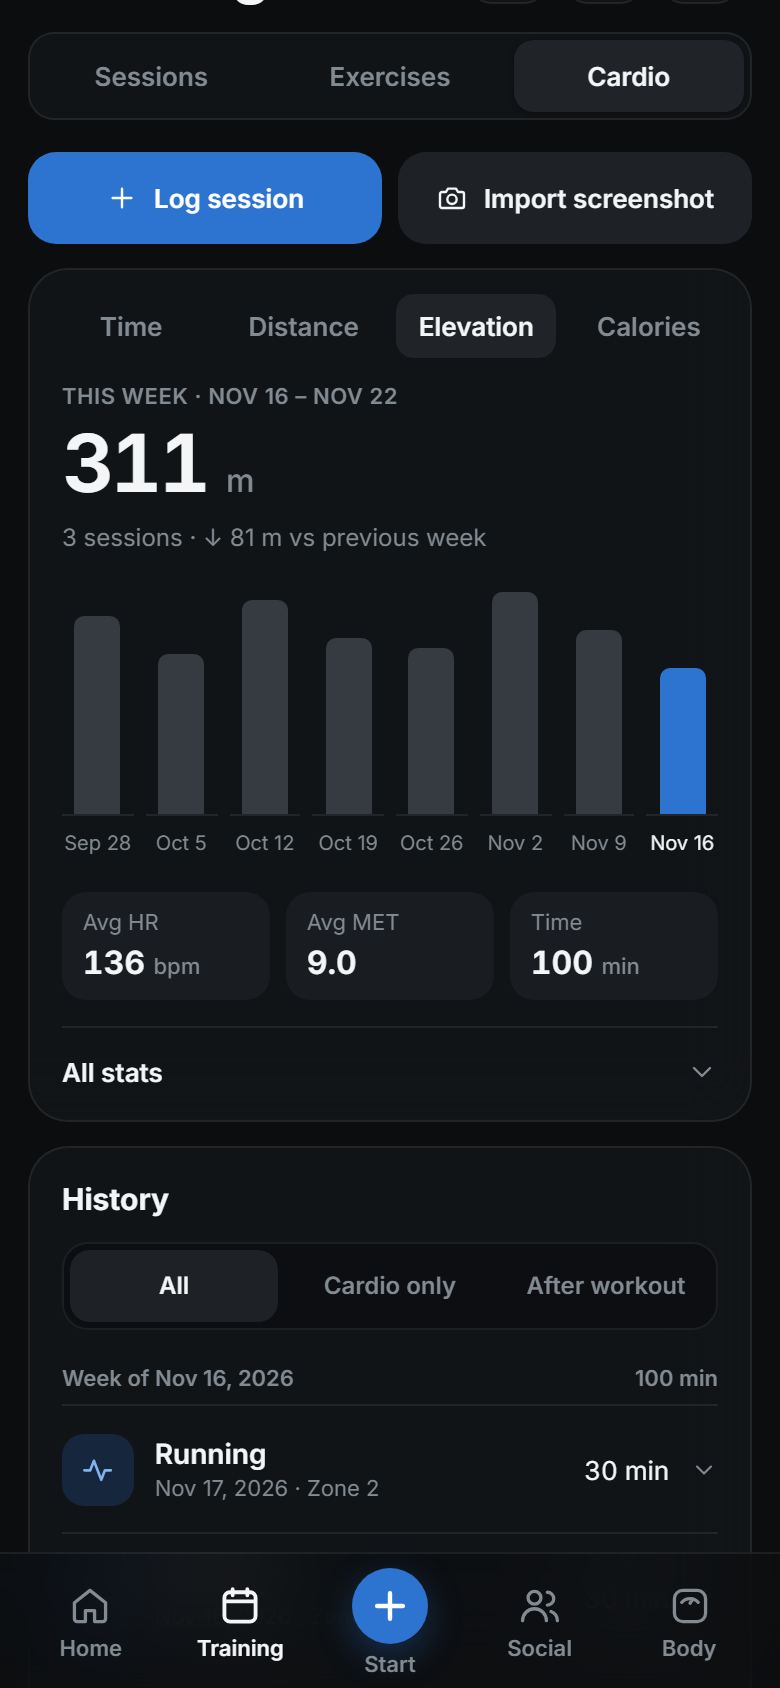 Sessions Exercises Cardio
Log session Import screenshot
Time Distance Elevation Calories
THIS WEEK · NOV 16 – NOV 22
311 m
3 sessions · ↓ 81 m vs previous week
Sep 28 Oct 5 Oct 12 Oct 19 Oct 26 Nov 2 Nov 9 Nov 16
Avg HR Avg MET Time
136 bpm 9.0 100 min
All stats
History
All Cardio only After workout
Week of Nov 16, 2026 100 min
Running
30 min
Nov 17, 2026 · Zone 2
Home Training Start Social Body